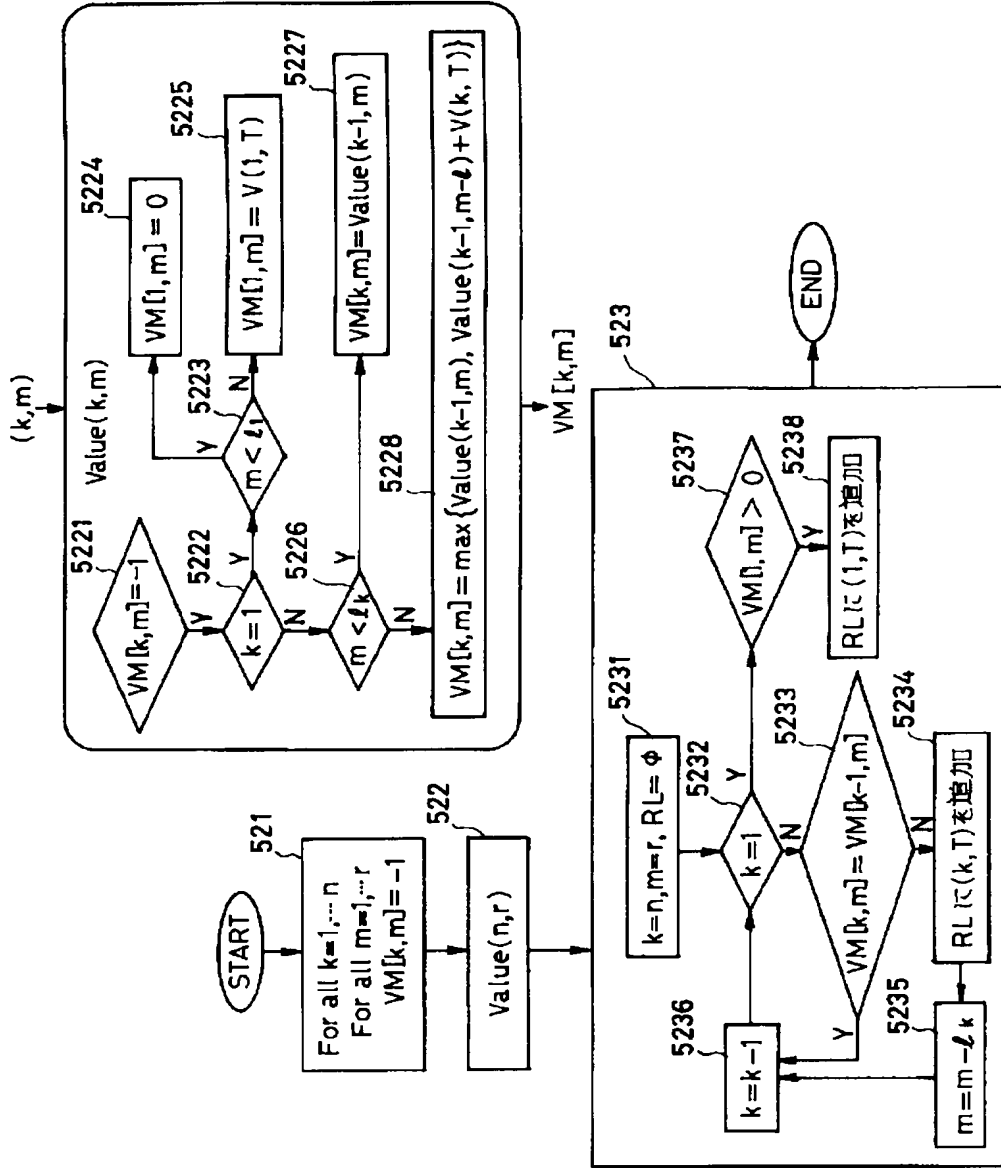 START
521
For all k=1,…n
For all m=1,…r
VM[k,m]=-1
522
Value(n,r)
(k,m)
Value(k,m)
5221
VM[k,m]=-1
Y
5222
k=1
Y
N
5223
m<ℓ1
Y
N
5224
VM[1,m]=0
5225
VM[1,m]=V(1,T)
5226
m<ℓk
Y
N
5227
VM[k,m]=Value(k-1,m)
5228
VM[k,m]=max{Value(k-1,m), Value(k-1,m-ℓ)+V(k,T)}
VM[k,m]
523
5231
k=n,m=r, RL=Φ
5232
k=1
Y
N
5233
VM[k,m]=VM[k-1,m]
Y
N
5234
RLに(k,T)を追加
5235
m=m-ℓk
5236
k=k-1
5237
VM[1,m]>0
Y
5238
RLに(1,T)を追加
END